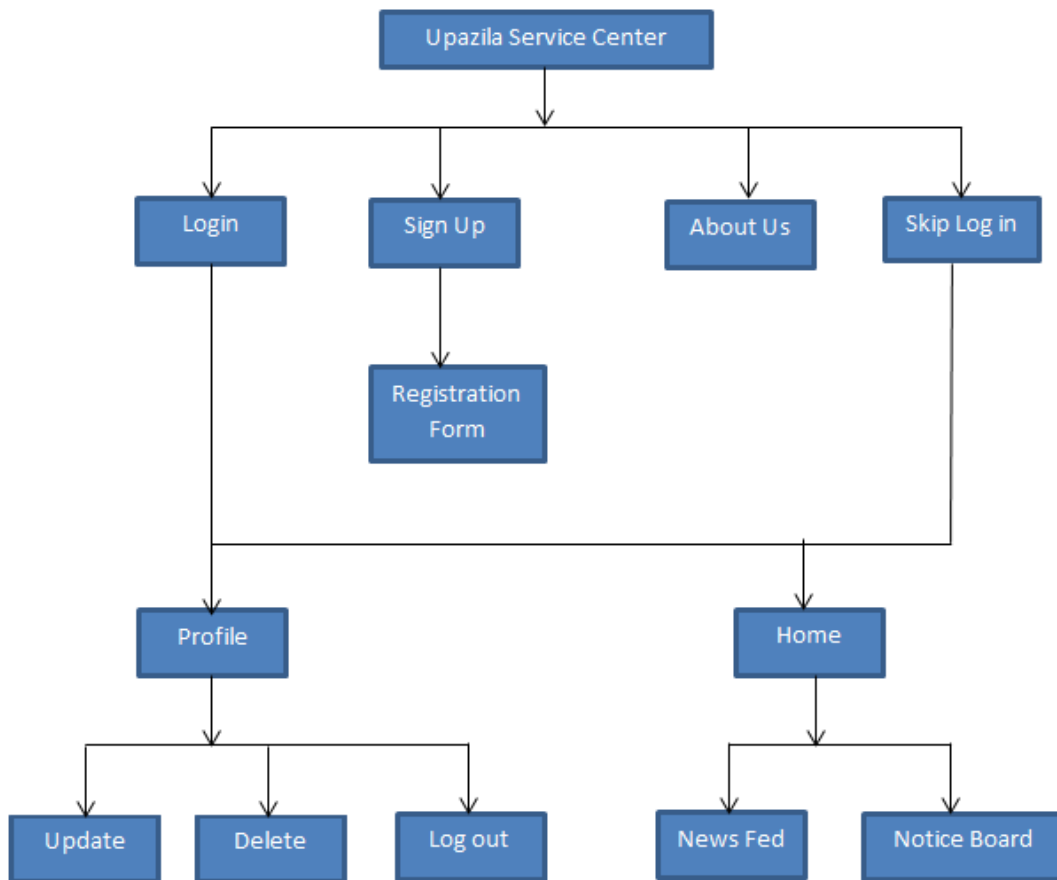 Upazila Service Center
Login
Sign Up
About Us
Skip Log in
Registration
Form
Profile
Home
Update
Delete
Log out
News Fed
Notice Board